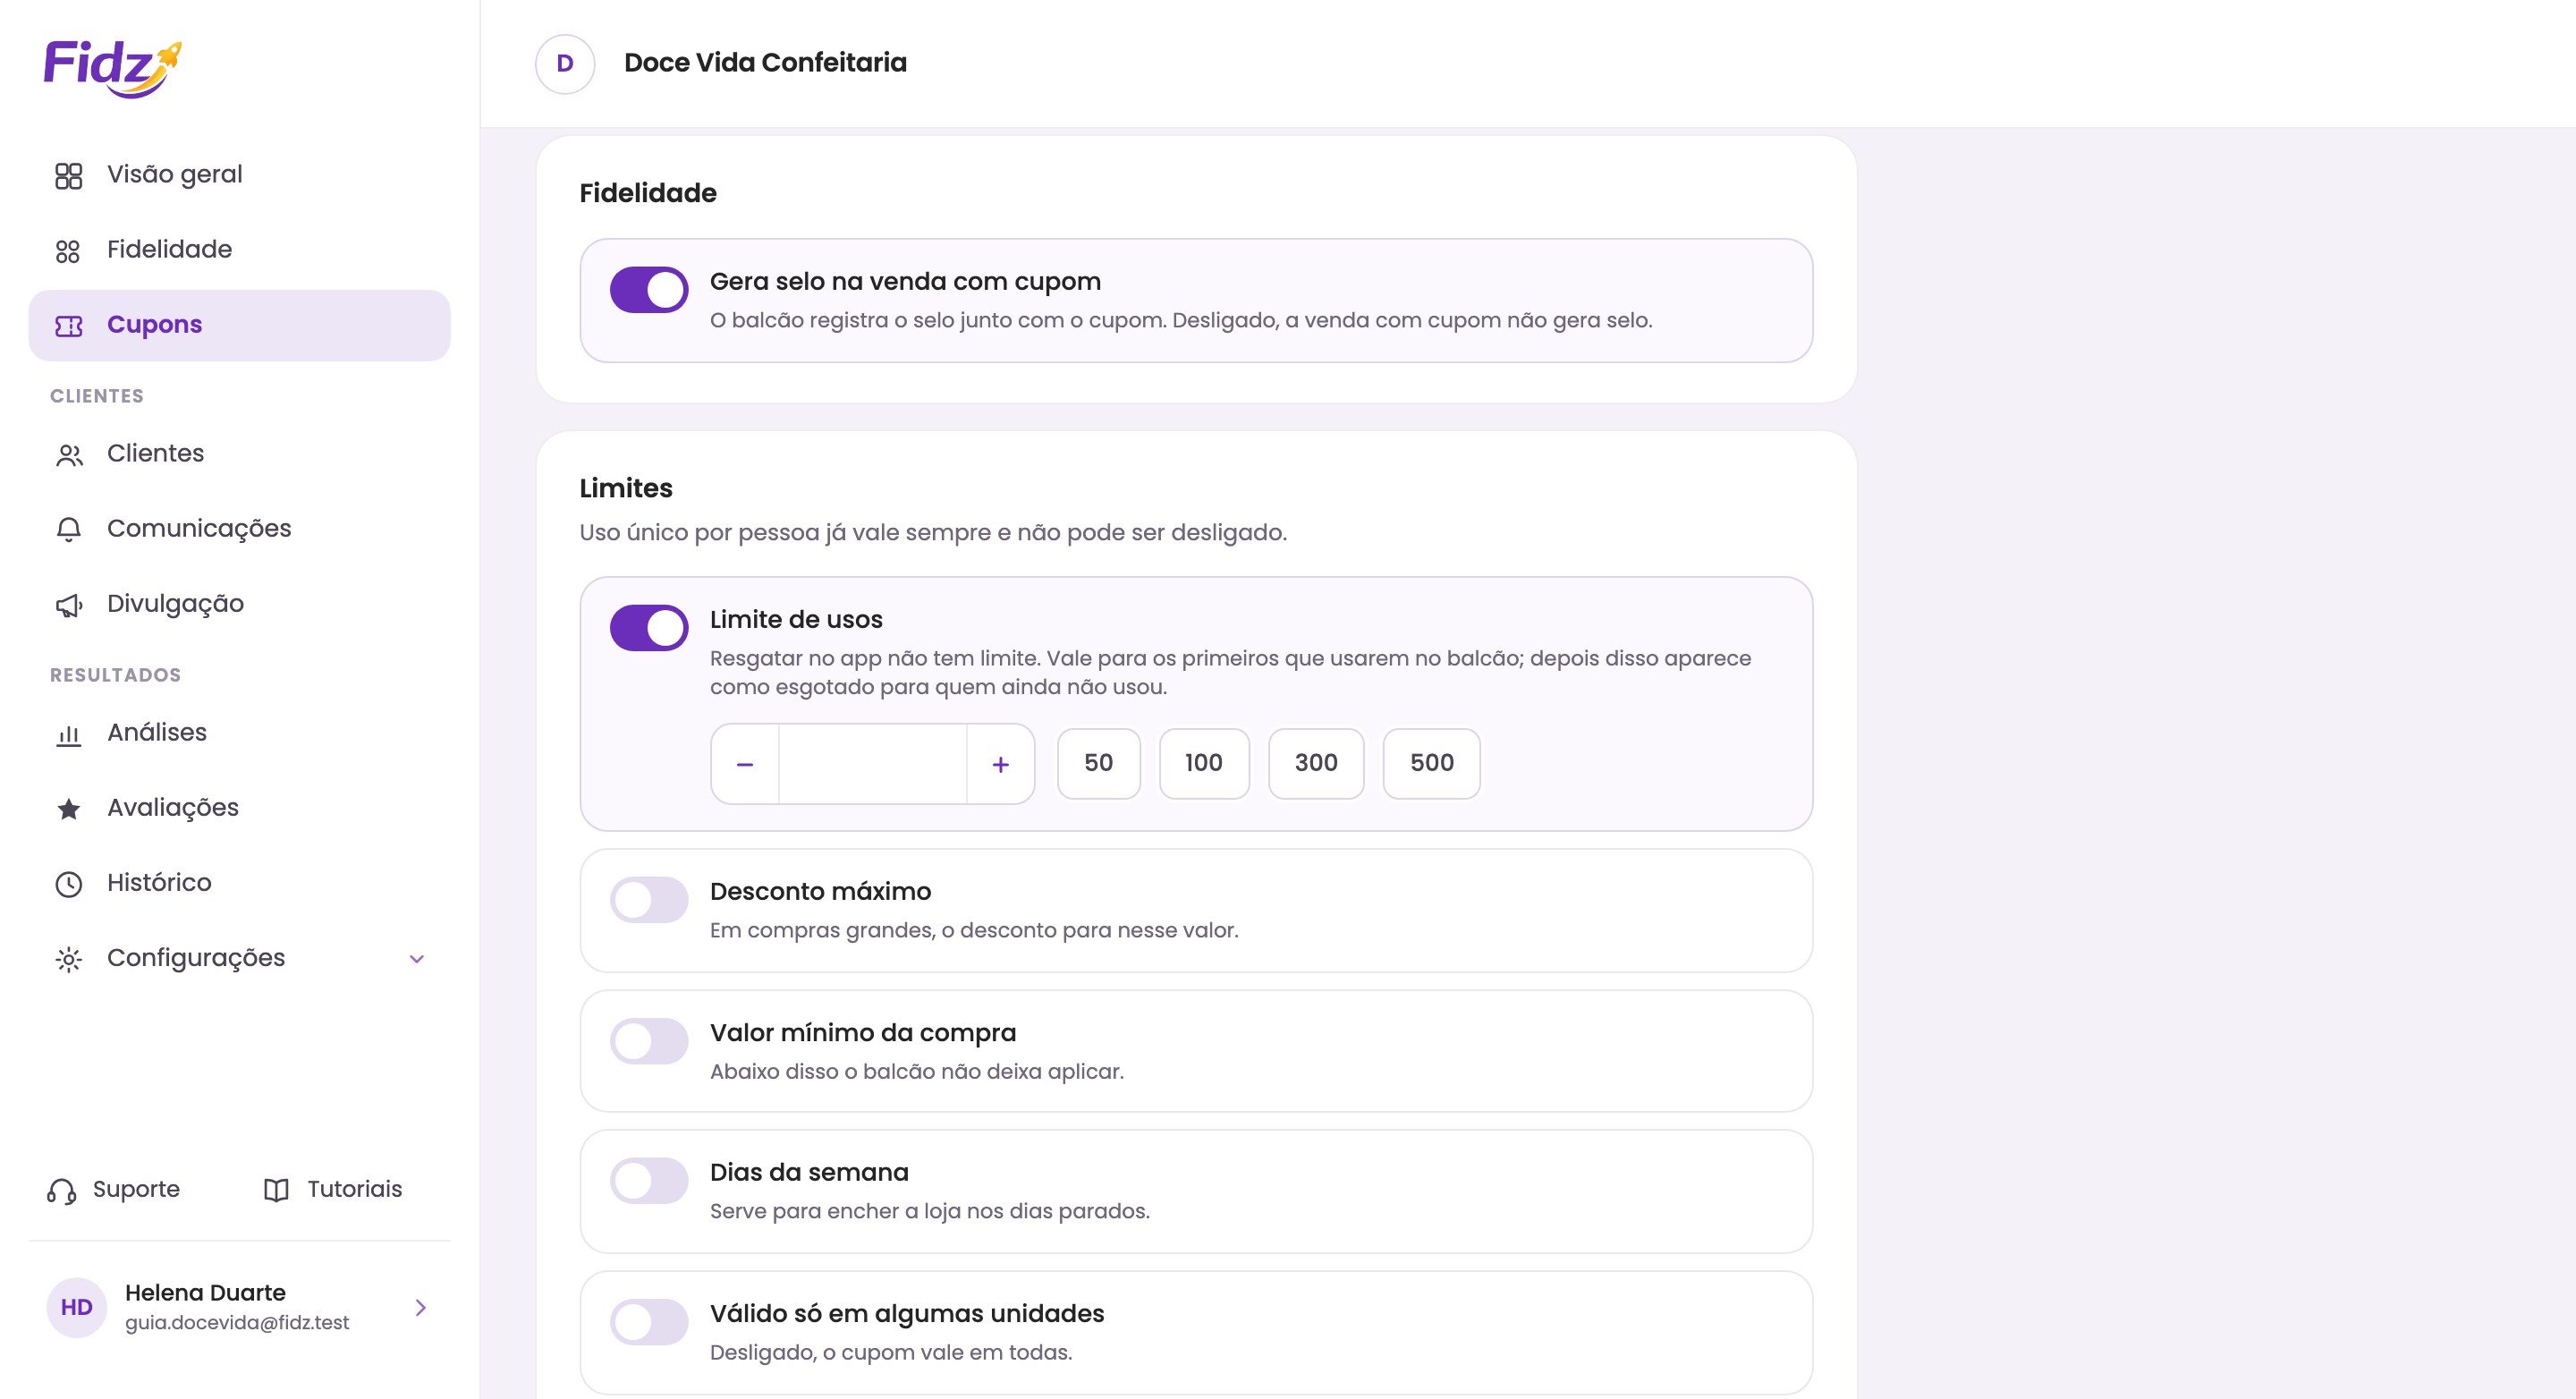 Fidz
Visão geral
Fidelidade
Cupons
CLIENTES
Clientes
Comunicações
Divulgação
RESULTADOS
Análises
Avaliações
Histórico
Configurações
Suporte
Tutoriais
HD
Helena Duarte
guia.docevida@fidz.test
D
Doce Vida Confeitaria
Fidelidade
Gera selo na venda com cupom
O balcão registra o selo junto com o cupom. Desligado, a venda com cupom não gera selo.
Limites
Uso único por pessoa já vale sempre e não pode ser desligado.
Limite de usos
Resgatar no app não tem limite. Vale para os primeiros que usarem no balcão; depois disso aparece
como esgotado para quem ainda não usou.
− + 50 100 300 500
Desconto máximo
Em compras grandes, o desconto para nesse valor.
Valor mínimo da compra
Abaixo disso o balcão não deixa aplicar.
Dias da semana
Serve para encher a loja nos dias parados.
Válido só em algumas unidades
Desligado, o cupom vale em todas.